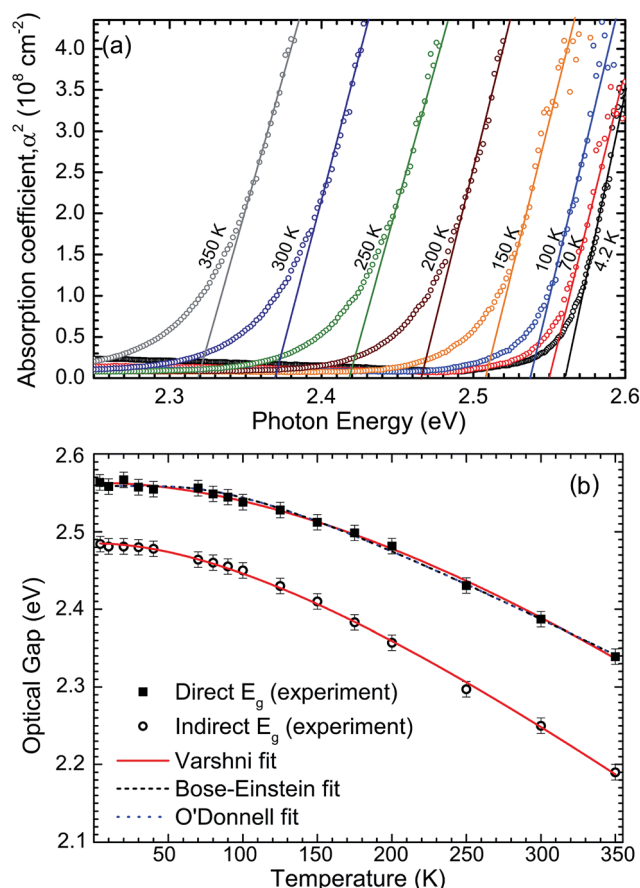 (a)
Absorption coefficient,α² (10⁸ cm⁻²)
4.0
3.5
3.0
2.5
2.0
1.5
1.0
0.5
0.0
350 K
300 K
250 K
200 K
150 K
100 K
70 K
4.2 K
2.3 2.4 2.5 2.6
Photon Energy (eV)
(b)
Optical Gap (eV)
2.6
2.5
2.4
2.3
2.2
2.1
Direct E_g (experiment)
Indirect E_g (experiment)
Varshni fit
Bose-Einstein fit
O'Donnell fit
50 100 150 200 250 300 350
Temperature (K)